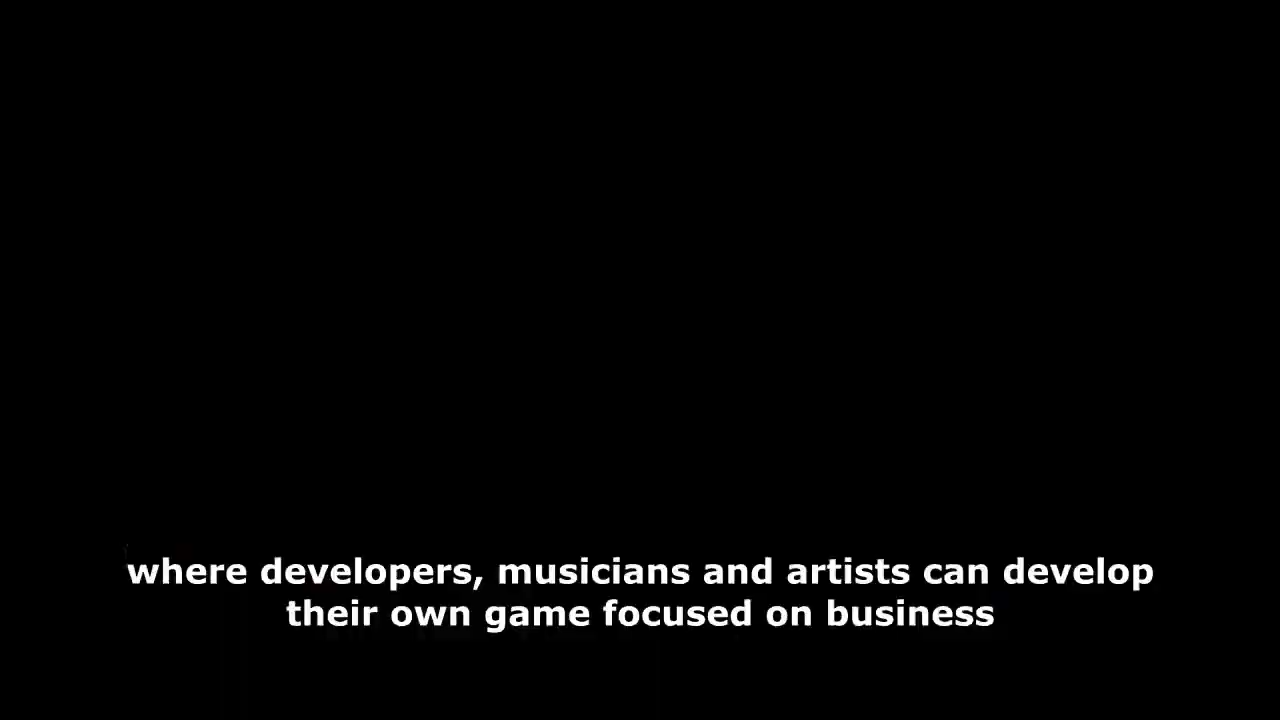 where developers, musicians and artists can develop
their own game focused on business